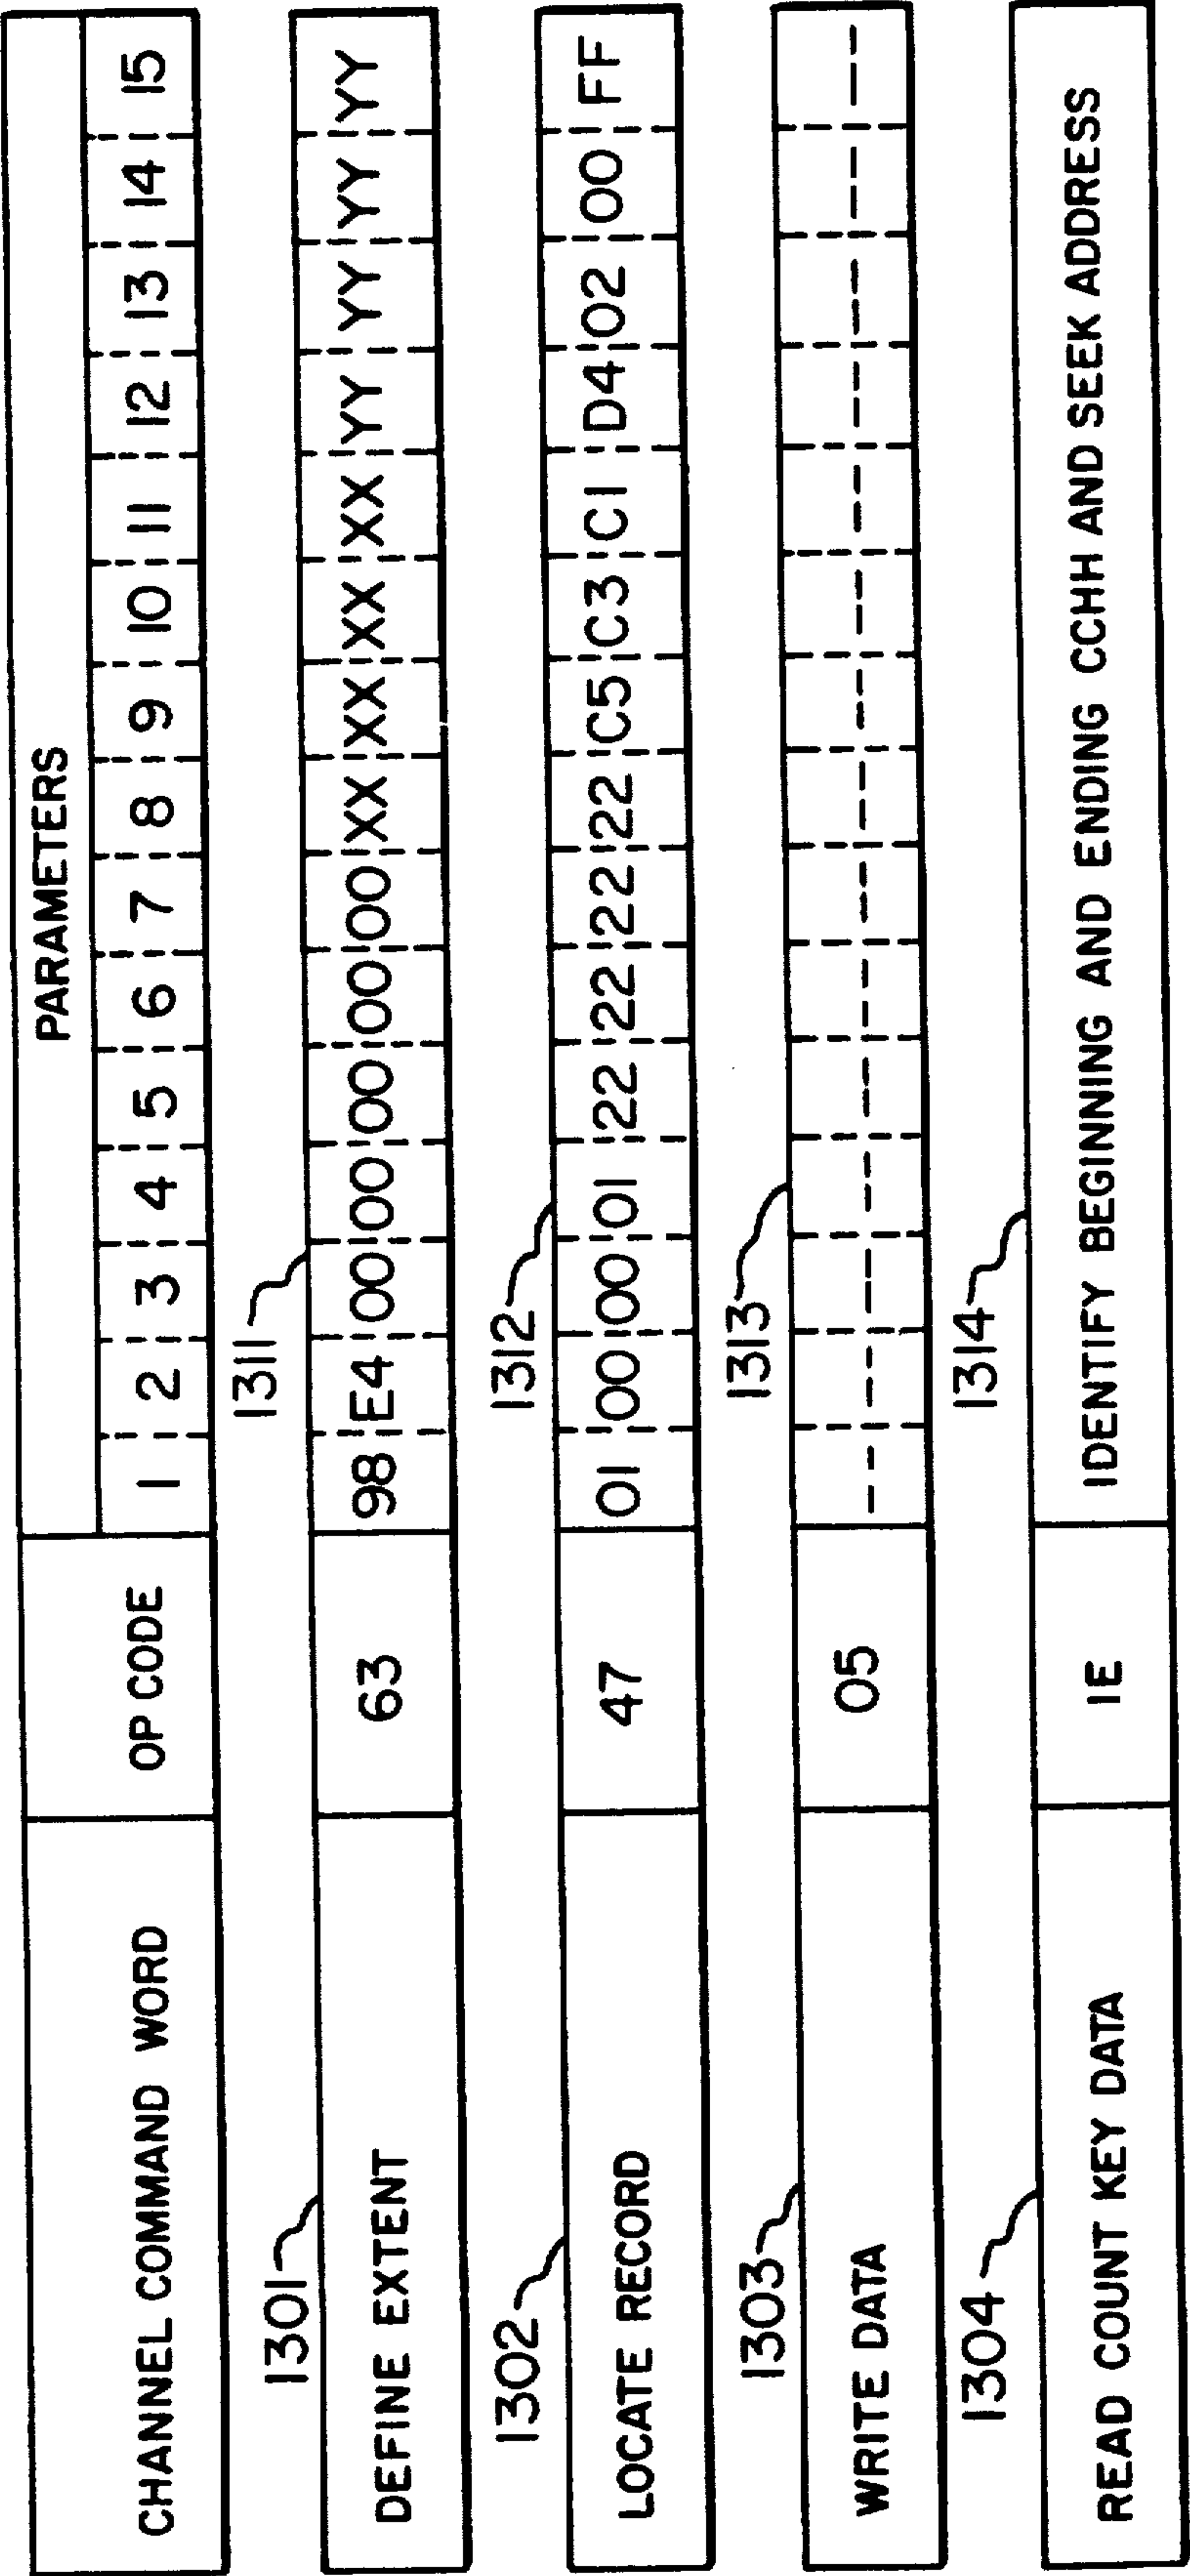 PARAMETERS
CHANNEL COMMAND WORD OP CODE 1 2 3 4 5 6 7 8 9 10 11 12 13 14 15
1301 1311
DEFINE EXTENT 63 98 E4 00 00 00 00 00 XX XX XX XX YY YY YY YY
1302 1312
LOCATE RECORD 47 01 00 00 01 22 22 22 22 C5 C3 C1 D4 02 00 FF
1303 1313
WRITE DATA 05 -- -- -- -- -- -- -- -- -- -- -- -- -- -- --
1304 1314
READ COUNT KEY DATA 1E IDENTIFY BEGINNING AND ENDING CCHH AND SEEK ADDRESS